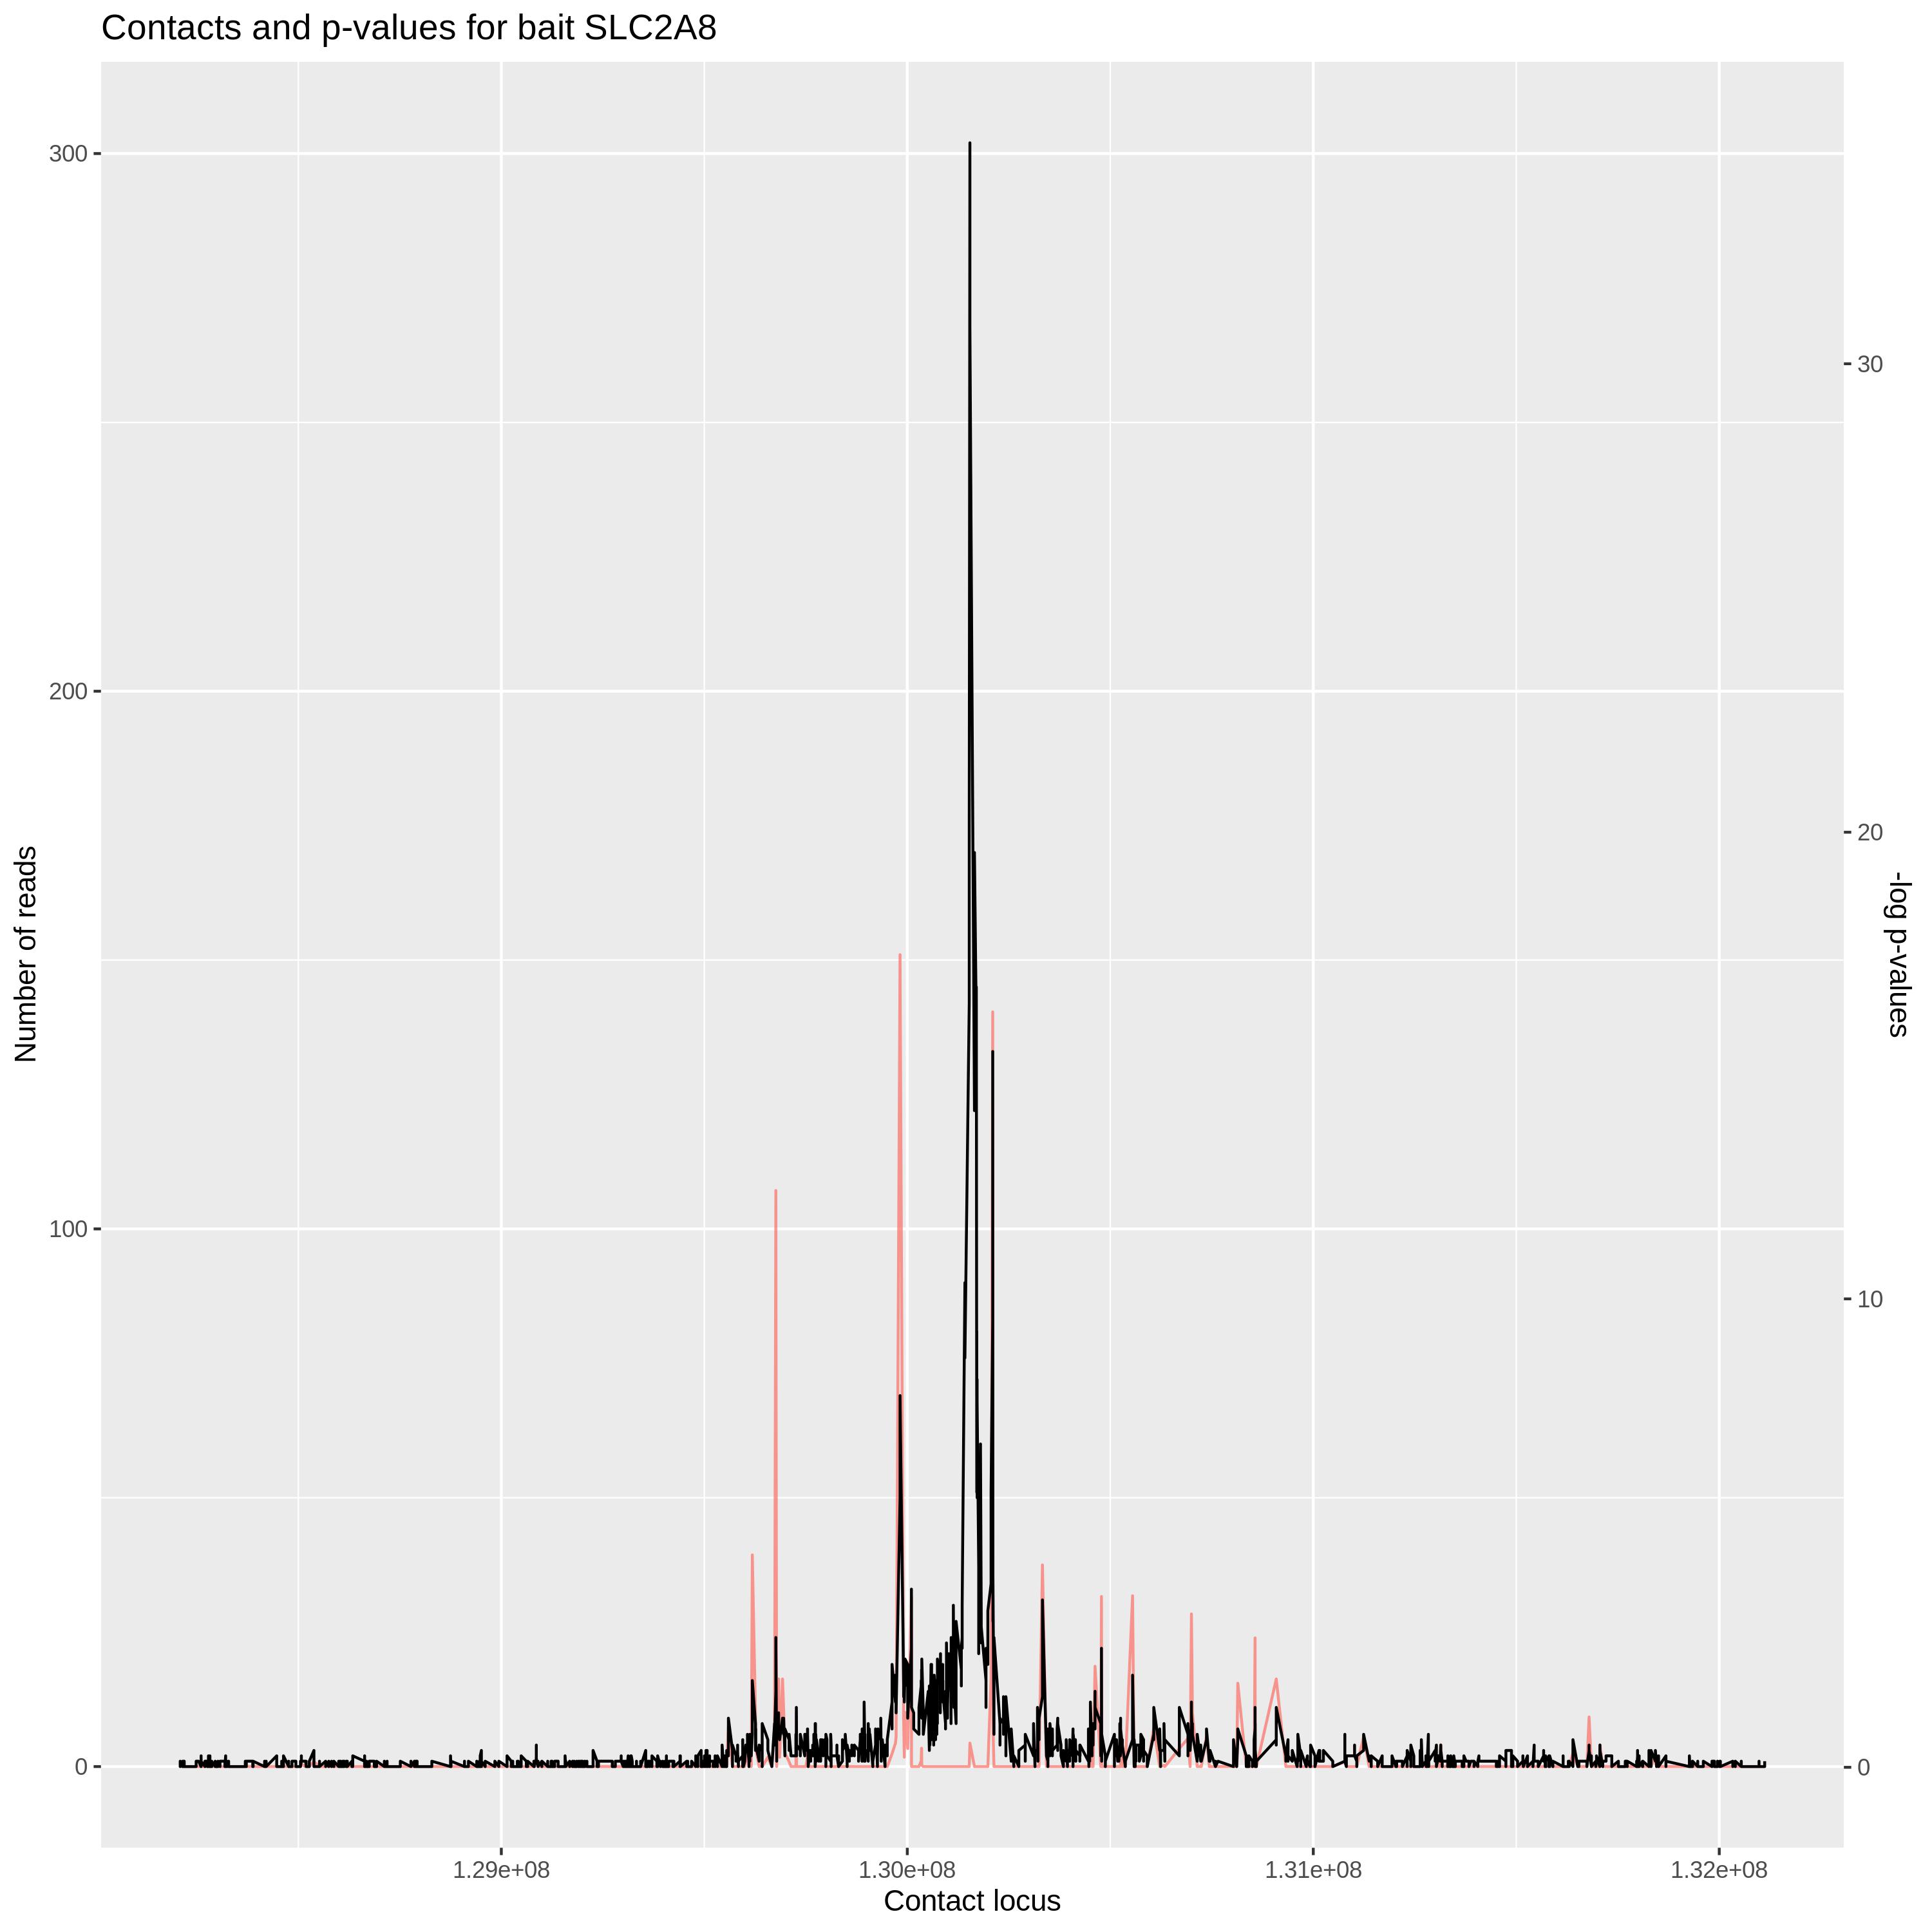 Contacts and p-values for bait SLC2A8
Number of reads
300
200
100
0
30
20
10
0
-log p-values
1.29e+08
1.30e+08
1.31e+08
1.32e+08
Contact locus